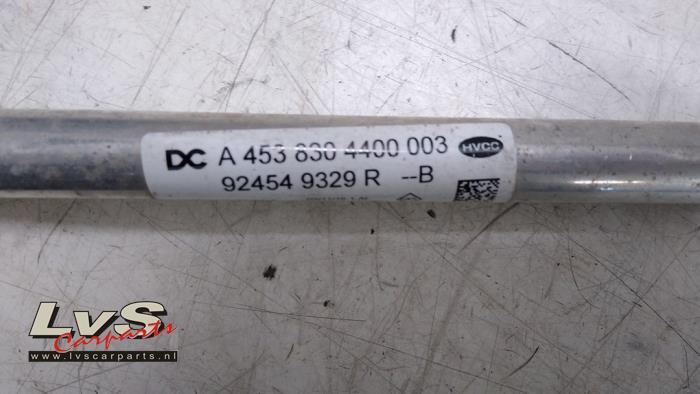 DC A 453 830 4400 003 HVCC
92454 9329 R --B
LvS
Carparts
www.lvscarparts.nl